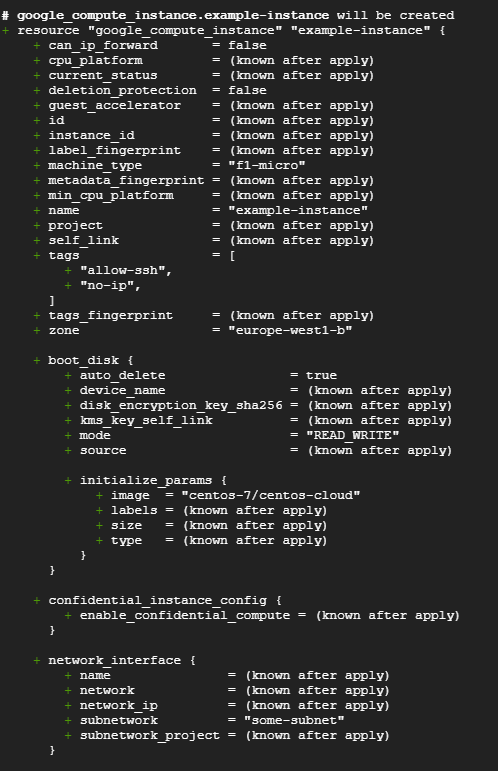 # google_compute_instance.example-instance will be created
+ resource "google_compute_instance" "example-instance" {
    + can_ip_forward       = false
    + cpu_platform         = (known after apply)
    + current_status       = (known after apply)
    + deletion_protection  = false
    + guest_accelerator    = (known after apply)
    + id                   = (known after apply)
    + instance_id          = (known after apply)
    + label_fingerprint    = (known after apply)
    + machine_type         = "f1-micro"
    + metadata_fingerprint = (known after apply)
    + min_cpu_platform     = (known after apply)
    + name                 = "example-instance"
    + project              = (known after apply)
    + self_link            = (known after apply)
    + tags                 = [
        + "allow-ssh",
        + "no-ip",
      ]
    + tags_fingerprint     = (known after apply)
    + zone                 = "europe-west1-b"

    + boot_disk {
        + auto_delete                = true
        + device_name                = (known after apply)
        + disk_encryption_key_sha256 = (known after apply)
        + kms_key_self_link          = (known after apply)
        + mode                       = "READ_WRITE"
        + source                     = (known after apply)

        + initialize_params {
            + image  = "centos-7/centos-cloud"
            + labels = (known after apply)
            + size   = (known after apply)
            + type   = (known after apply)
          }
      }

    + confidential_instance_config {
        + enable_confidential_compute = (known after apply)
      }

    + network_interface {
        + name               = (known after apply)
        + network            = (known after apply)
        + network_ip         = (known after apply)
        + subnetwork         = "some-subnet"
        + subnetwork_project = (known after apply)
      }